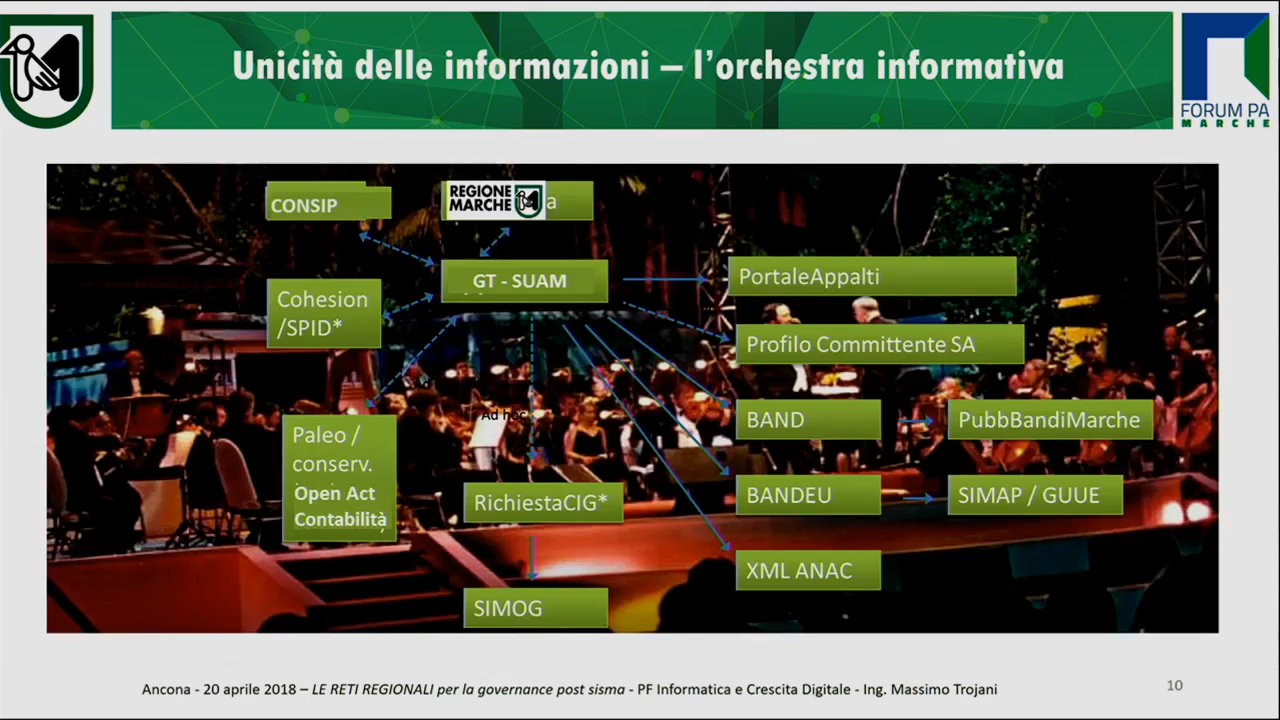 Unicità delle informazioni – l'orchestra informativa
FORUM PA
MARCHE
CONSIP
REGIONE
MARCHE
a
GT - SUAM
PortaleAppalti
Cohesion
/SPID*
Profilo Committente SA
Ad hoc
BAND
PubbBandiMarche
Paleo /
conserv.
Open Act
Contabilità
RichiestaCIG*
BANDEU
SIMAP / GUUE
XML ANAC
SIMOG
Ancona - 20 aprile 2018 – LE RETI REGIONALI per la governance post sisma - PF Informatica e Crescita Digitale - Ing. Massimo Trojani
10